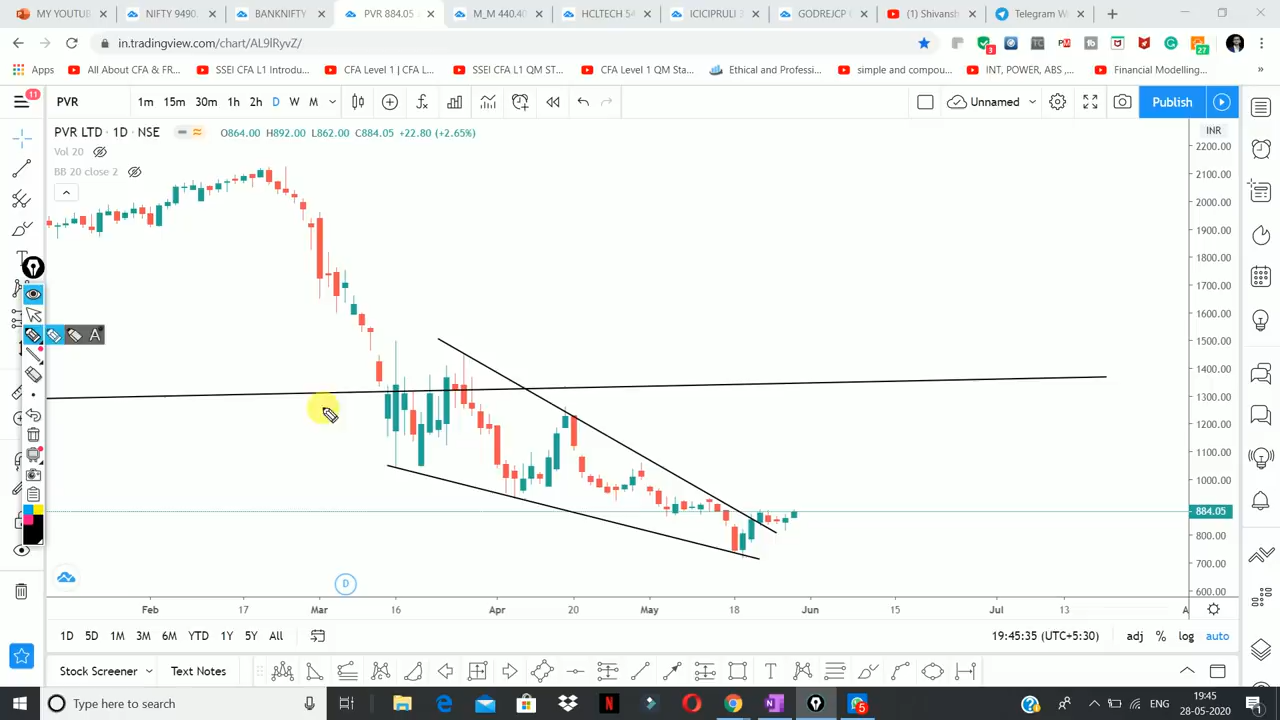 MY YOUTU
NIFTY 9490.
BANKNIFTY
PVR 884.05
M_M 440.40
HCLTECH 54
ICICIPRULI 3
GODREJCP
(1) Shivansh
Telegram W
in.tradingview.com/chart/AL9lRyvZ/
3
27
Apps
All About CFA & FR...
SSEI CFA L1 Introdu...
CFA Level 1 | CFA L...
SSEI CFA L1 QM ST...
CFA Level 1 QM Sta...
Ethical and Professi...
simple and compou...
INT, POWER, ABS ,...
Financial Modelling...
»
11
PVR
1m 15m 30m 1h 2h D W M
Unnamed
Publish
PVR LTD · 1D · NSE
O864.00 H892.00 L862.00 C884.05 +22.80 (+2.65%)
INR
Vol 20
BB 20 close 2
2200.00
2100.00
2000.00
1900.00
1800.00
1700.00
1600.00
1500.00
1400.00
1300.00
1200.00
1100.00
1000.00
884.05
800.00
700.00
600.00
T
A
D
Feb 17 Mar 16 Apr 20 May 18 Jun 15 Jul 13 A
1D 5D 1M 3M 6M YTD 1Y 5Y All
19:45:35 (UTC+5:30)
adj % log auto
Stock Screener
Text Notes
T
Type here to search
5
ENG
19:45
28-05-2020
1